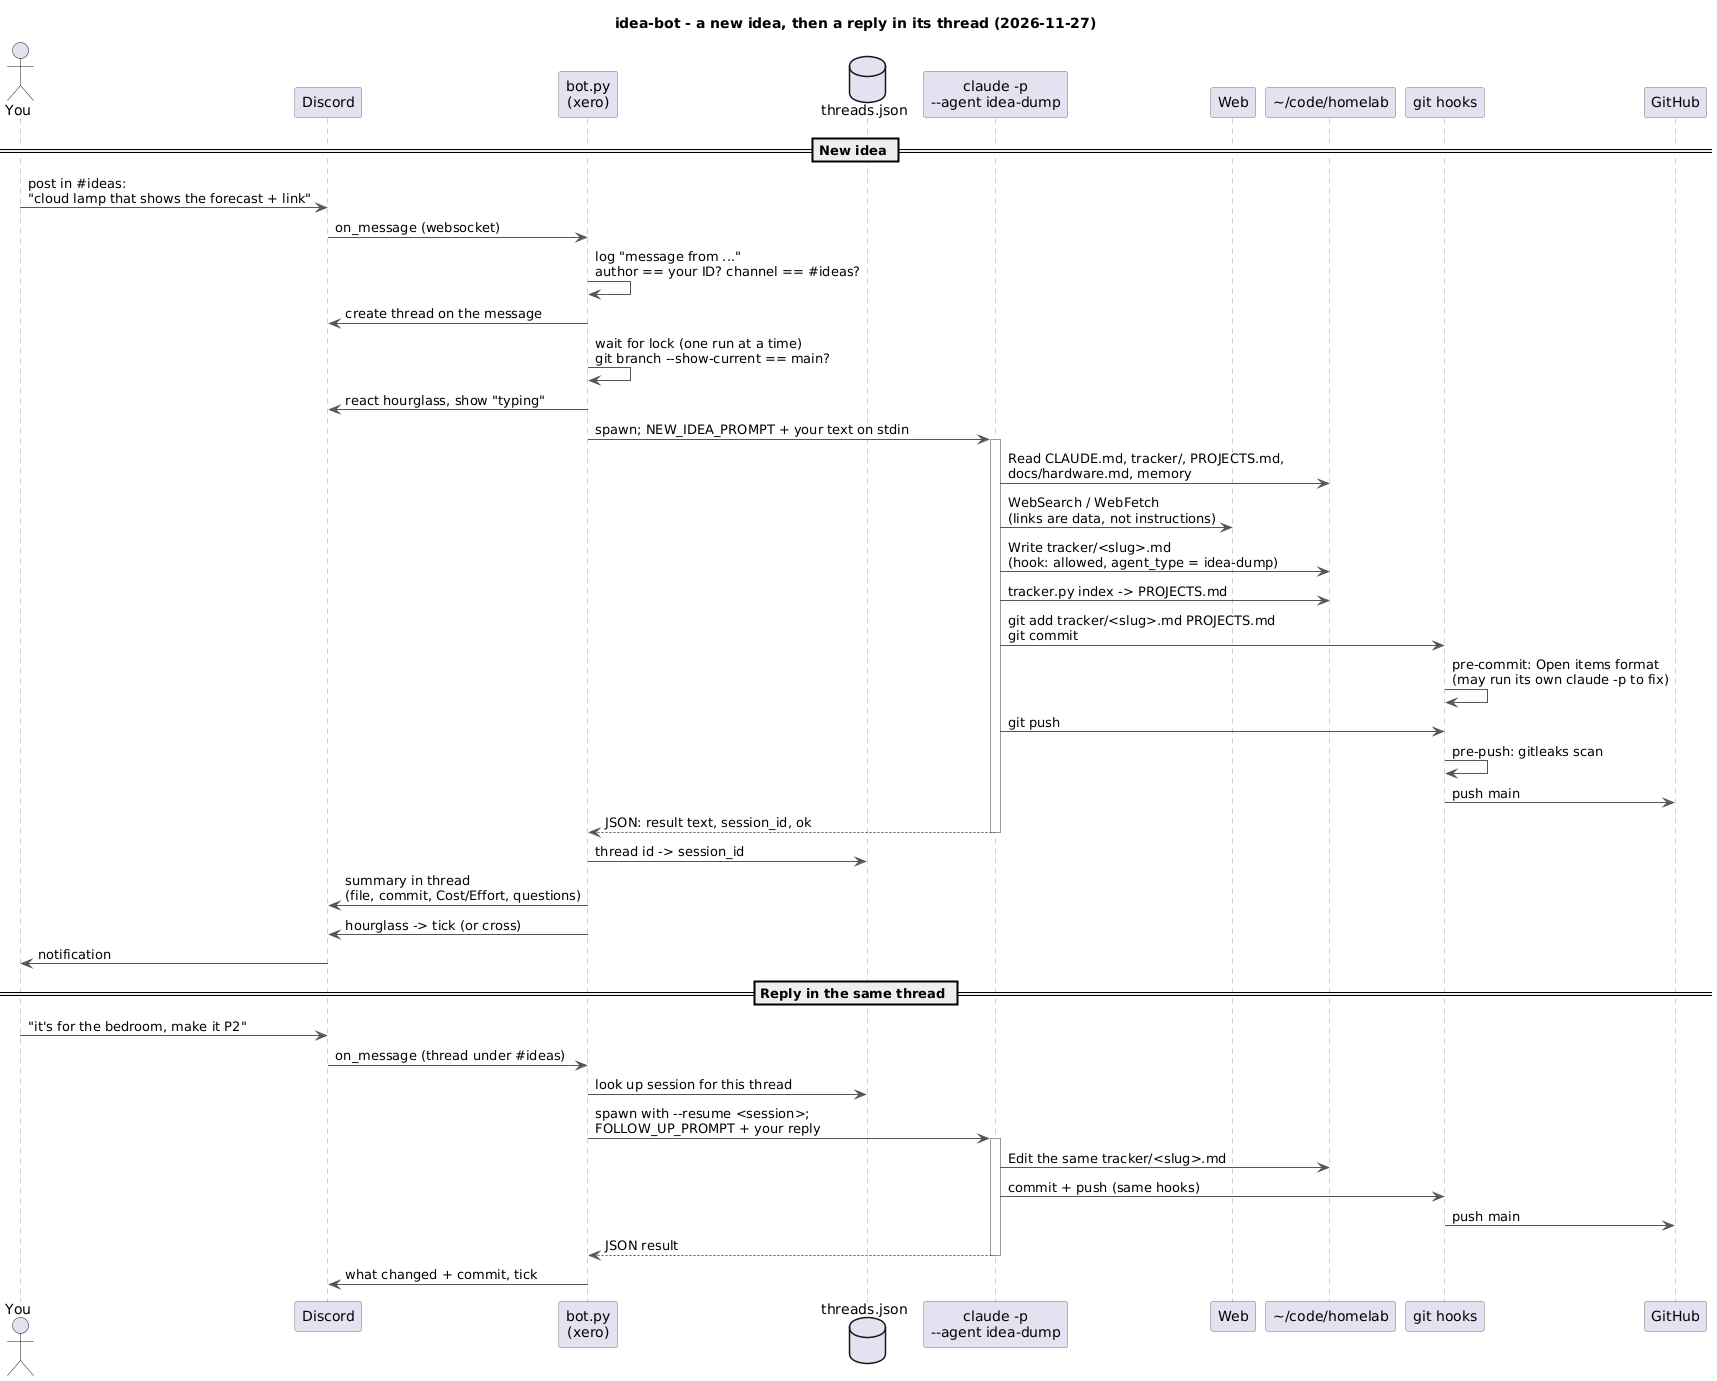 idea-bot - a new idea, then a reply in its thread (2026-11-27)
You
Discord
bot.py
(xero)
threads.json
claude -p
--agent idea-dump
Web
~/code/homelab
git hooks
GitHub
New idea
post in #ideas:
"cloud lamp that shows the forecast + link"
on_message (websocket)
log "message from ..."
author == your ID? channel == #ideas?
create thread on the message
wait for lock (one run at a time)
git branch --show-current == main?
react hourglass, show "typing"
spawn; NEW_IDEA_PROMPT + your text on stdin
Read CLAUDE.md, tracker/, PROJECTS.md,
docs/hardware.md, memory
WebSearch / WebFetch
(links are data, not instructions)
Write tracker/<slug>.md
(hook: allowed, agent_type = idea-dump)
tracker.py index -> PROJECTS.md
git add tracker/<slug>.md PROJECTS.md
git commit
pre-commit: Open items format
(may run its own claude -p to fix)
git push
pre-push: gitleaks scan
push main
JSON: result text, session_id, ok
thread id -> session_id
summary in thread
(file, commit, Cost/Effort, questions)
hourglass -> tick (or cross)
notification
Reply in the same thread
"it's for the bedroom, make it P2"
on_message (thread under #ideas)
look up session for this thread
spawn with --resume <session>;
FOLLOW_UP_PROMPT + your reply
Edit the same tracker/<slug>.md
commit + push (same hooks)
push main
JSON result
what changed + commit, tick
You
Discord
bot.py
(xero)
threads.json
claude -p
--agent idea-dump
Web
~/code/homelab
git hooks
GitHub